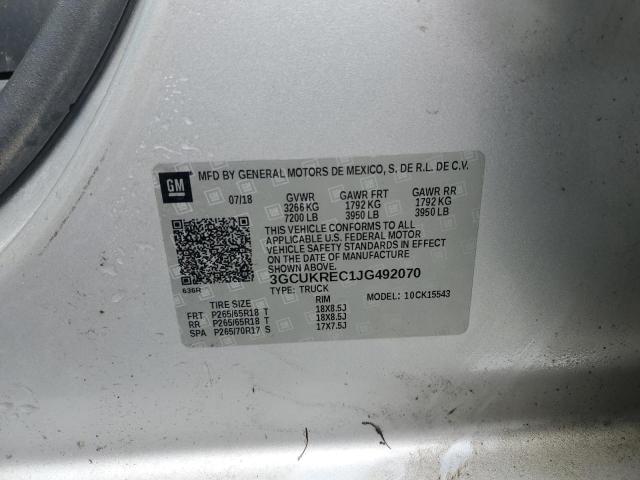 GM
MFD BY GENERAL MOTORS DE MEXICO, S. DE R.L. DE C.V.
07/18 GVWR GAWR FRT GAWR RR
3266 KG 1792 KG 1792 KG
7200 LB 3950 LB 3950 LB
THIS VEHICLE CONFORMS TO ALL
APPLICABLE U.S. FEDERAL MOTOR
VEHICLE SAFETY STANDARDS IN EFFECT
ON THE DATE OF MANUFACTURE
SHOWN ABOVE.
3GCUKREC1JG492070
636R TYPE: TRUCK
TIRE SIZE RIM MODEL: 10 CK15543
FRT P265/65R18 T 18X8.5J
RR P265/65R18 T 18X8.5J
SPA P265/70R17 S 17X7.5J